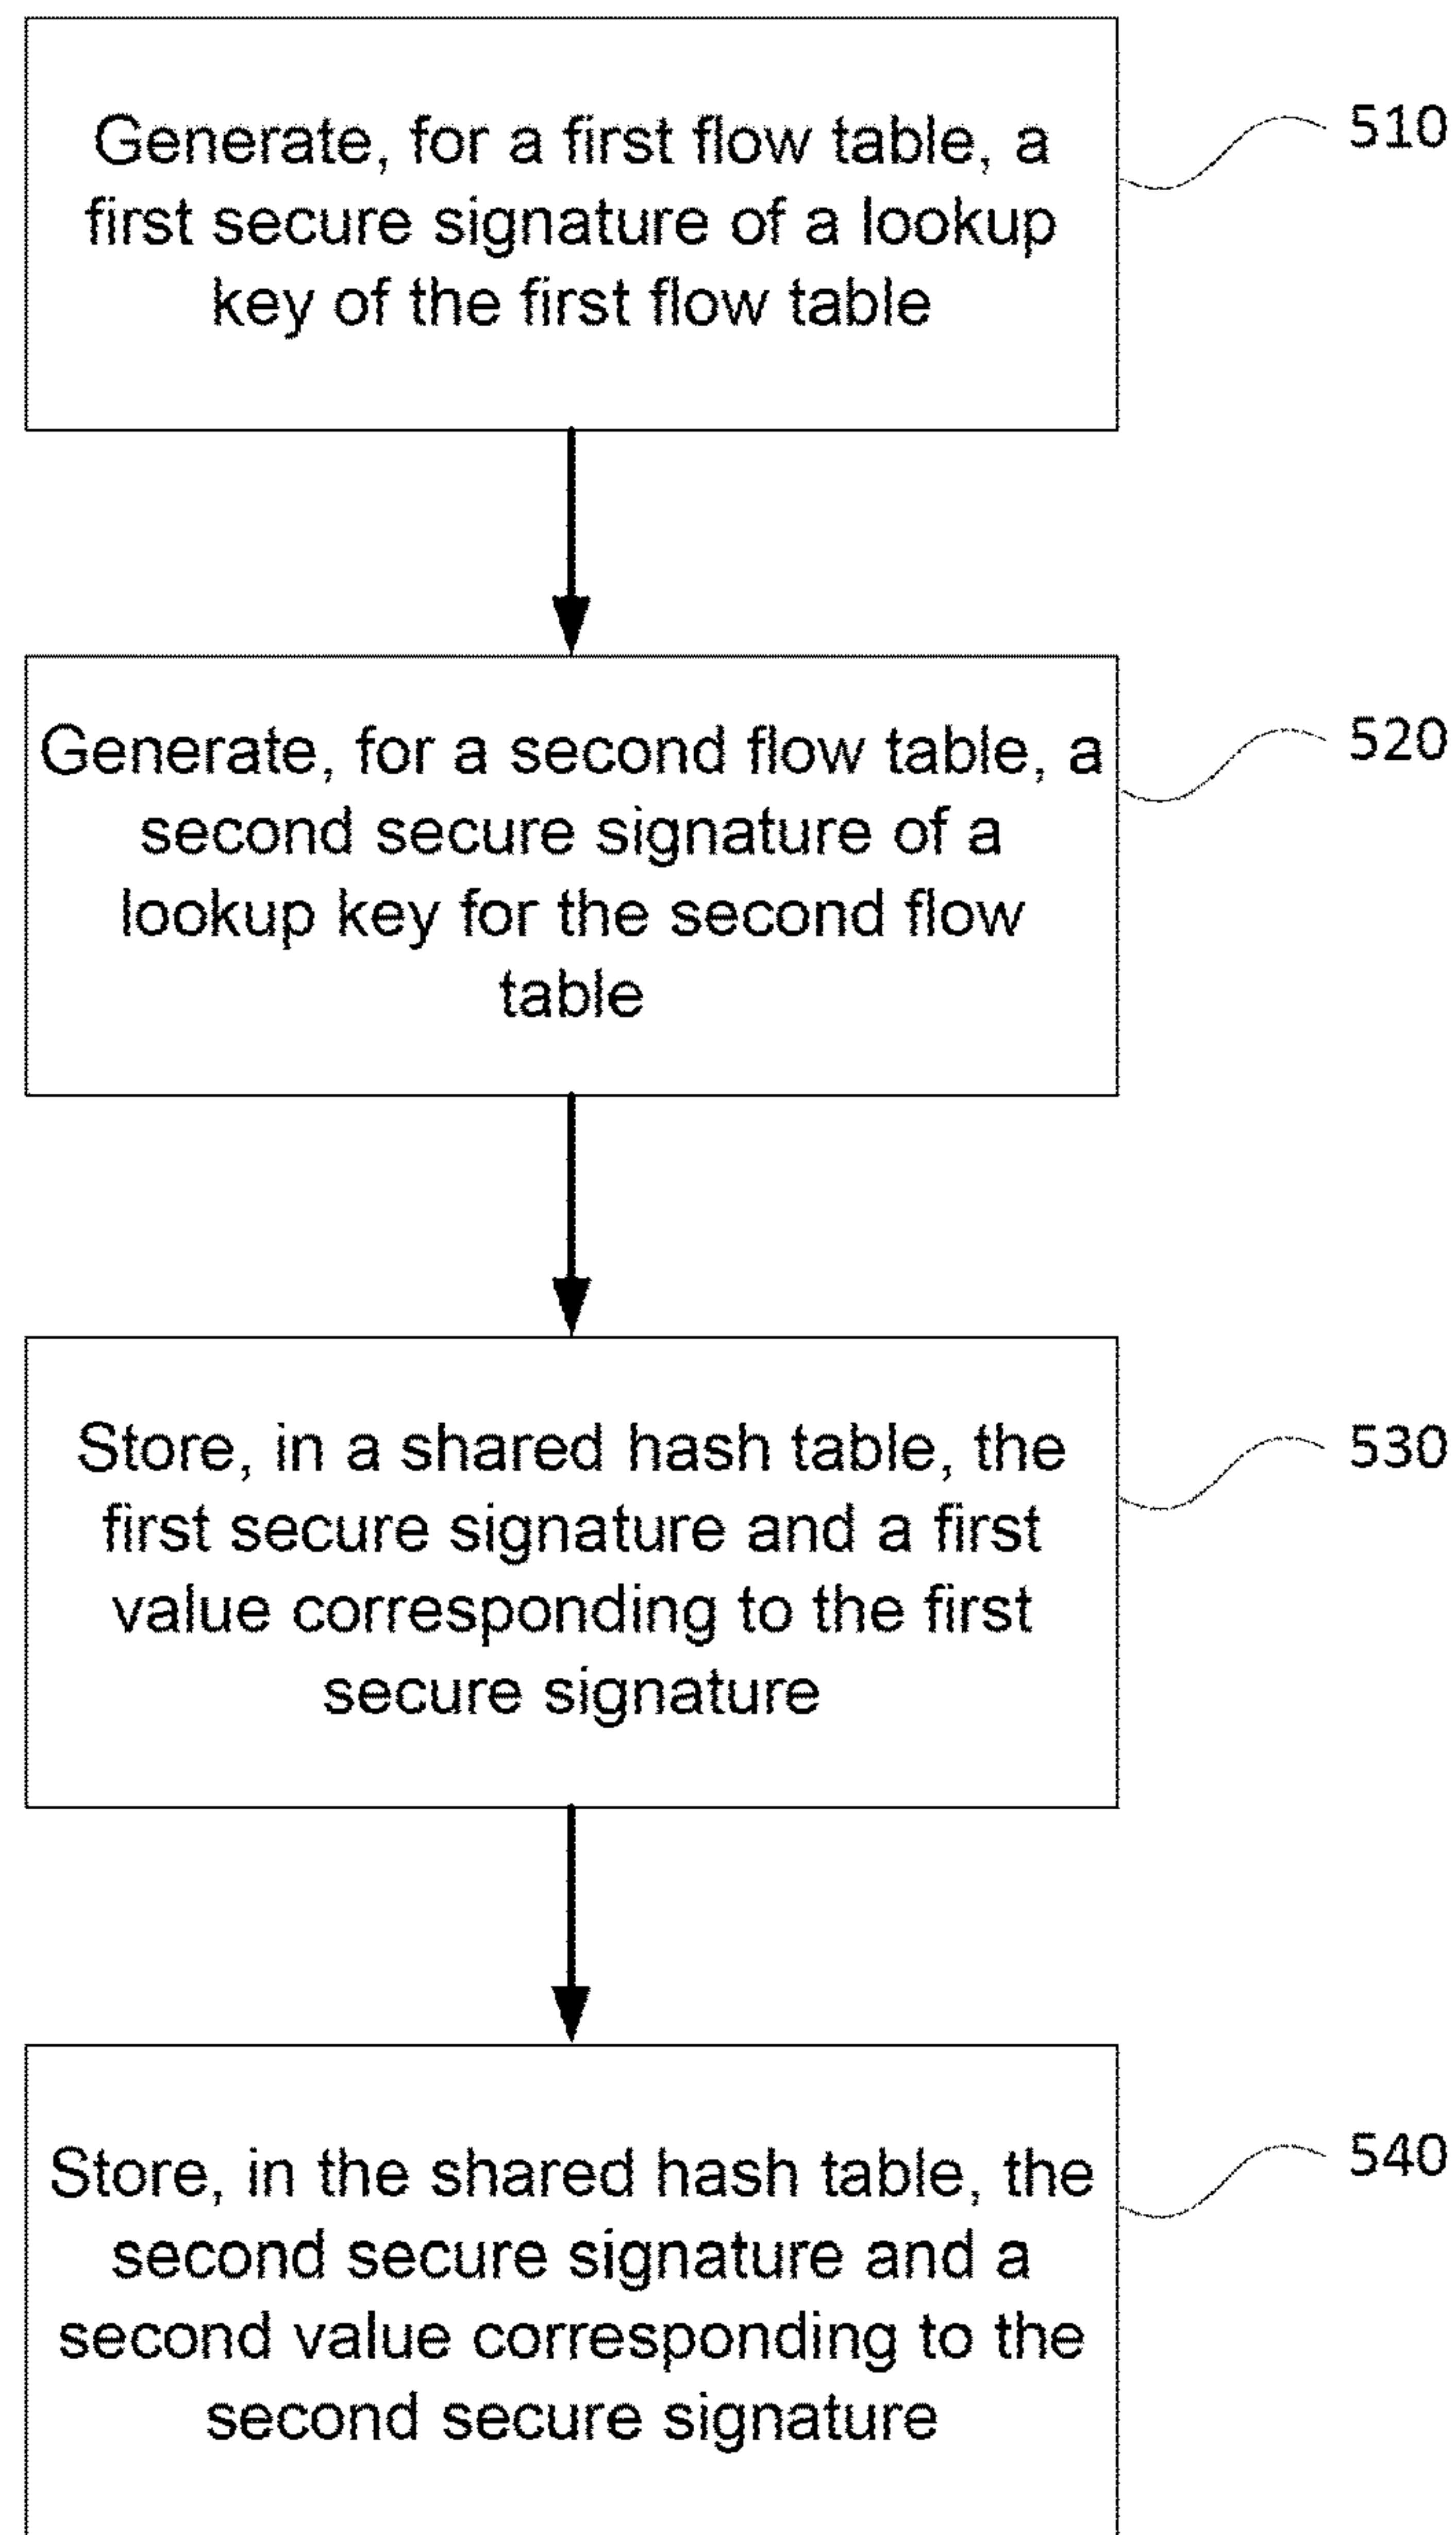 Generate, for a first flow table, a
first secure signature of a lookup
key of the first flow table
510
Generate, for a second flow table, a
second secure signature of a
lookup key for the second flow
table
520
Store, in a shared hash table, the
first secure signature and a first
value corresponding to the first
secure signature
530
Store, in the shared hash table, the
second secure signature and a
second value corresponding to the
second secure signature
540